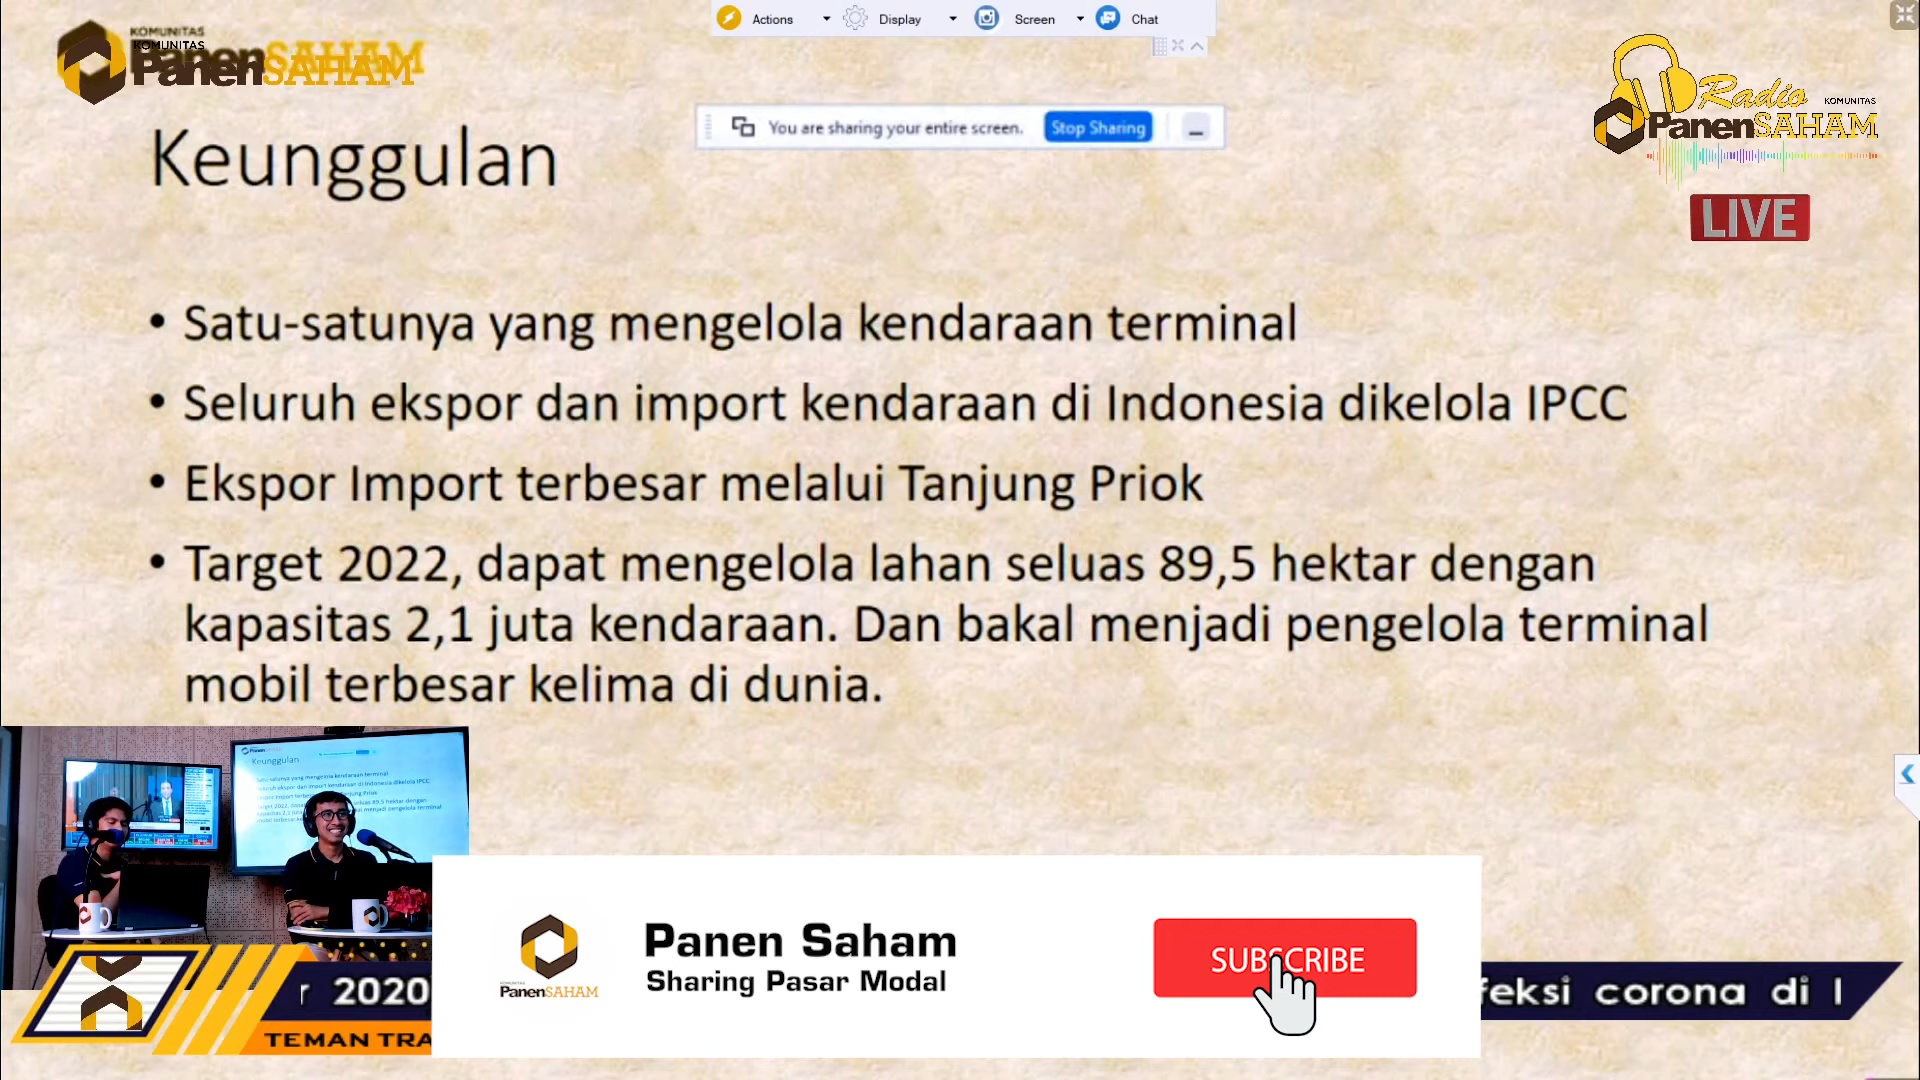 Actions
Display
Screen
Chat
KOMUNITAS
KOMUNITAS
PanenSAHAM
PanenSAHAM
You are sharing your entire screen.
Stop Sharing
Radio
KOMUNITAS
PanenSAHAM
LIVE
Keunggulan
• Satu-satunya yang mengelola kendaraan terminal
• Seluruh ekspor dan import kendaraan di Indonesia dikelola IPCC
• Ekspor Import terbesar melalui Tanjung Priok
• Target 2022, dapat mengelola lahan seluas 89,5 hektar dengan
kapasitas 2,1 juta kendaraan. Dan bakal menjadi pengelola terminal
mobil terbesar kelima di dunia.
Keunggulan
Panen Saham
Sharing Pasar Modal
PanenSAHAM
SUBSCRIBE
r 2020
feksi corona di I
TEMAN TRA